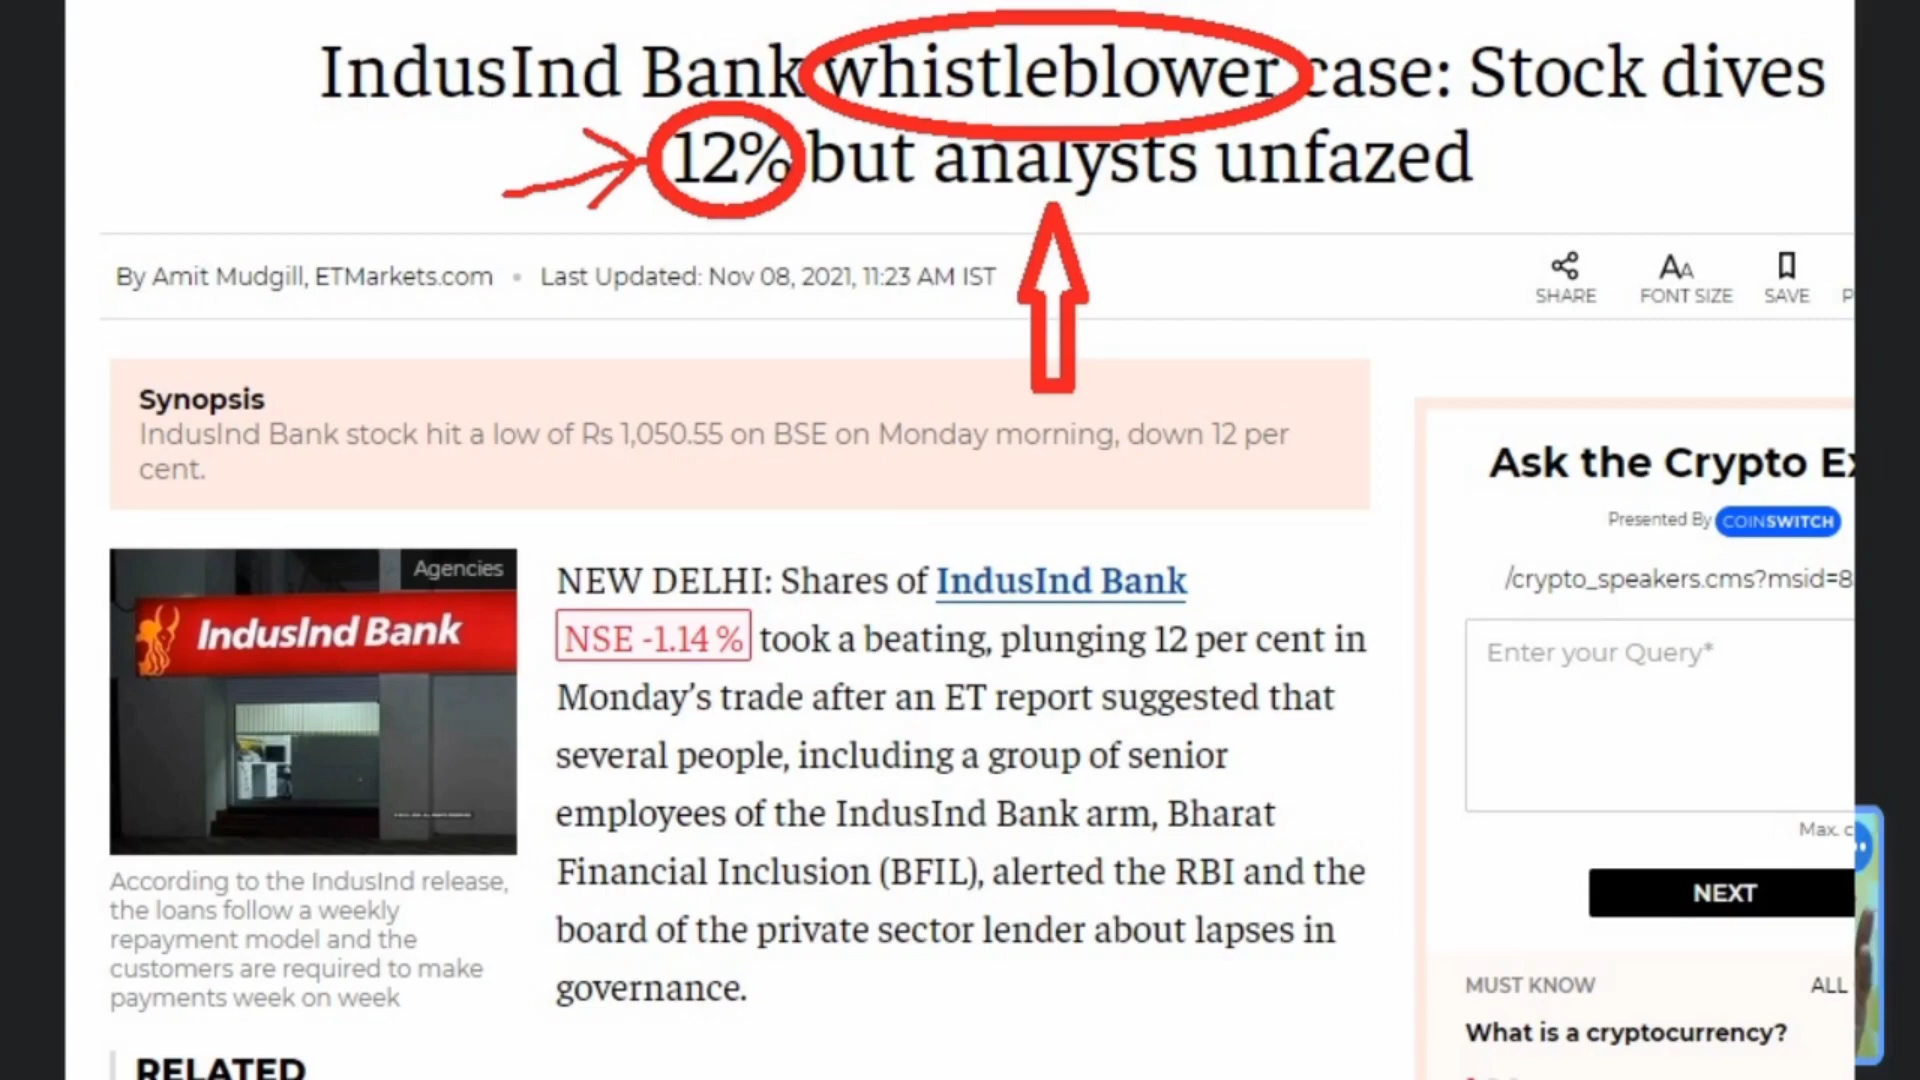 IndusInd Bank whistleblower case: Stock dives
12% but analysts unfazed
By Amit Mudgill, ETMarkets.com • Last Updated: Nov 08, 2021, 11:23 AM IST
SHARE
FONT SIZE
SAVE
P
Synopsis
IndusInd Bank stock hit a low of Rs 1,050.55 on BSE on Monday morning, down 12 per
cent.
Agencies
IndusInd Bank
According to the IndusInd release,
the loans follow a weekly
repayment model and the
customers are required to make
payments week on week
NEW DELHI: Shares of IndusInd Bank
NSE -1.14 % took a beating, plunging 12 per cent in
Monday’s trade after an ET report suggested that
several people, including a group of senior
employees of the IndusInd Bank arm, Bharat
Financial Inclusion (BFIL), alerted the RBI and the
board of the private sector lender about lapses in
governance.
RELATED
Ask the Crypto Ex
Presented By COINSWITCH
/crypto_speakers.cms?msid=8
Enter your Query*
Max. c
NEXT
MUST KNOW
ALL
What is a cryptocurrency?